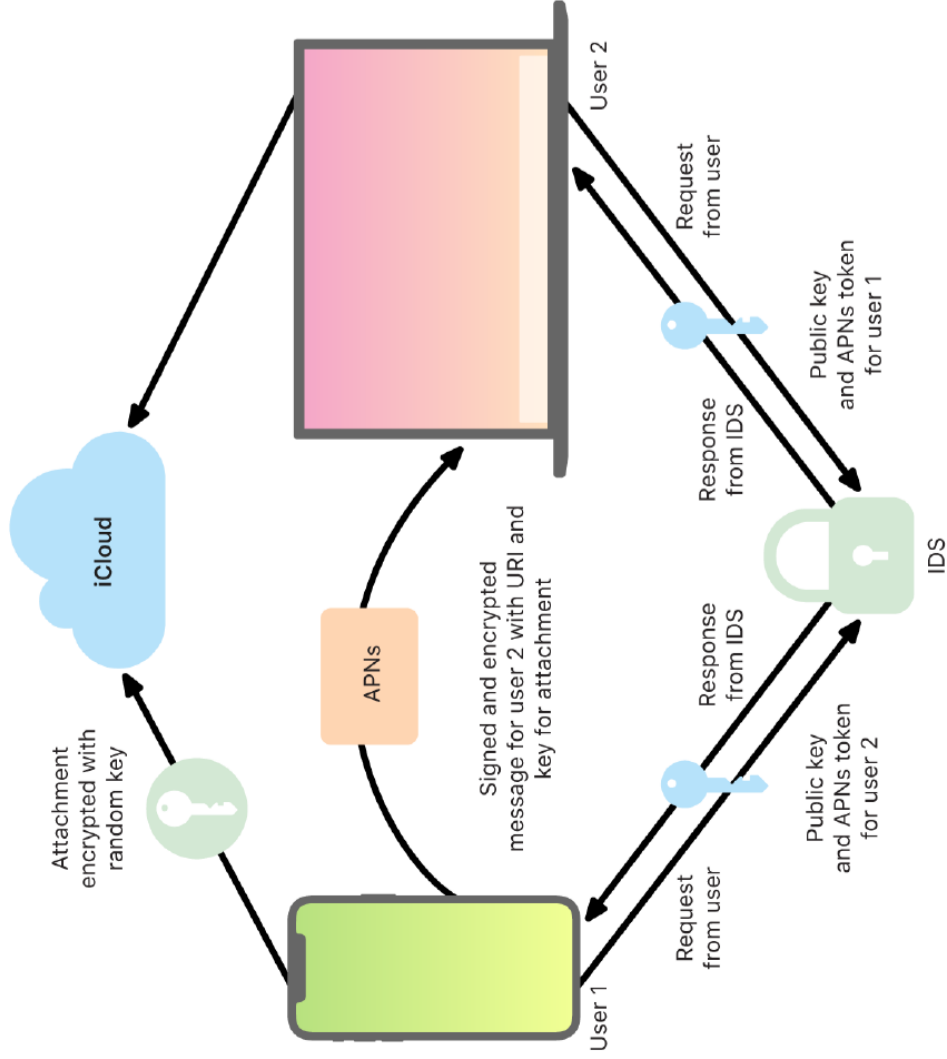 iCloud
Attachment
encrypted with
random key
APNs
Signed and encrypted
message for user 2 with URI and
key for attachment
User 1
User 2
Request
from user
Response
from IDS
Response
from IDS
Request
from user
Public key
and APNs token
for user 2
Public key
and APNs token
for user 1
IDS